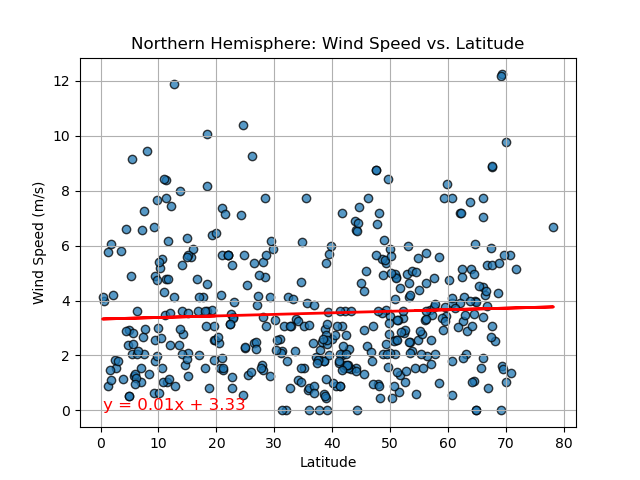 Northern Hemisphere: Wind Speed vs. Latitude
12
10
8
6
4
2
0
Wind Speed (m/s)
y = 0.01x + 3.33
0 10 20 30 40 50 60 70 80
Latitude